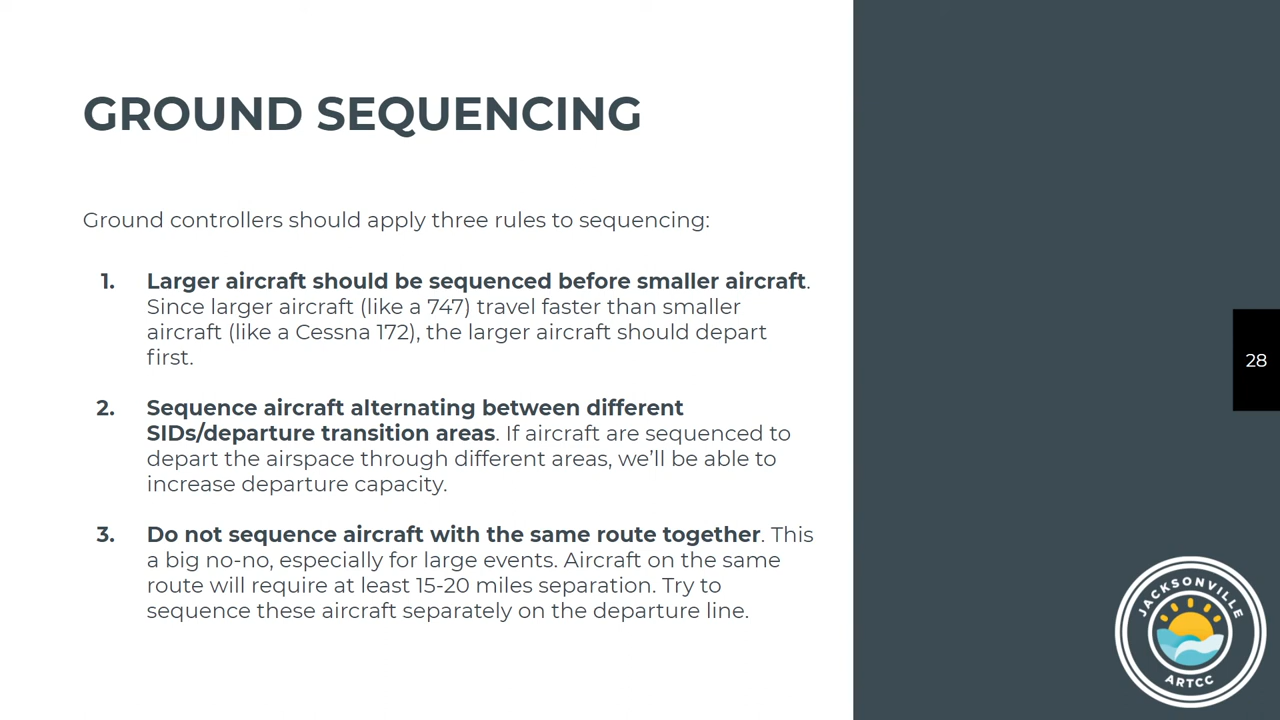 GROUND SEQUENCING
Ground controllers should apply three rules to sequencing:
1. Larger aircraft should be sequenced before smaller aircraft.
Since larger aircraft (like a 747) travel faster than smaller
aircraft (like a Cessna 172), the larger aircraft should depart
first.
2. Sequence aircraft alternating between different
SIDs/departure transition areas. If aircraft are sequenced to
depart the airspace through different areas, we’ll be able to
increase departure capacity.
3. Do not sequence aircraft with the same route together. This
a big no-no, especially for large events. Aircraft on the same
route will require at least 15-20 miles separation. Try to
sequence these aircraft separately on the departure line.
28
JACKSONVILLE
ARTCC